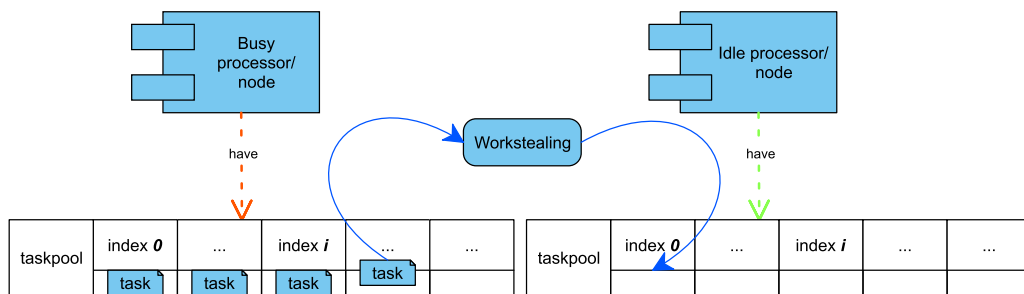 Busy
processor/
node
Idle processor/
node
Workstealing
have
have
taskpool
index 0
...
index i
...
...
taskpool
index 0
...
index i
...
...
task
task
task
task